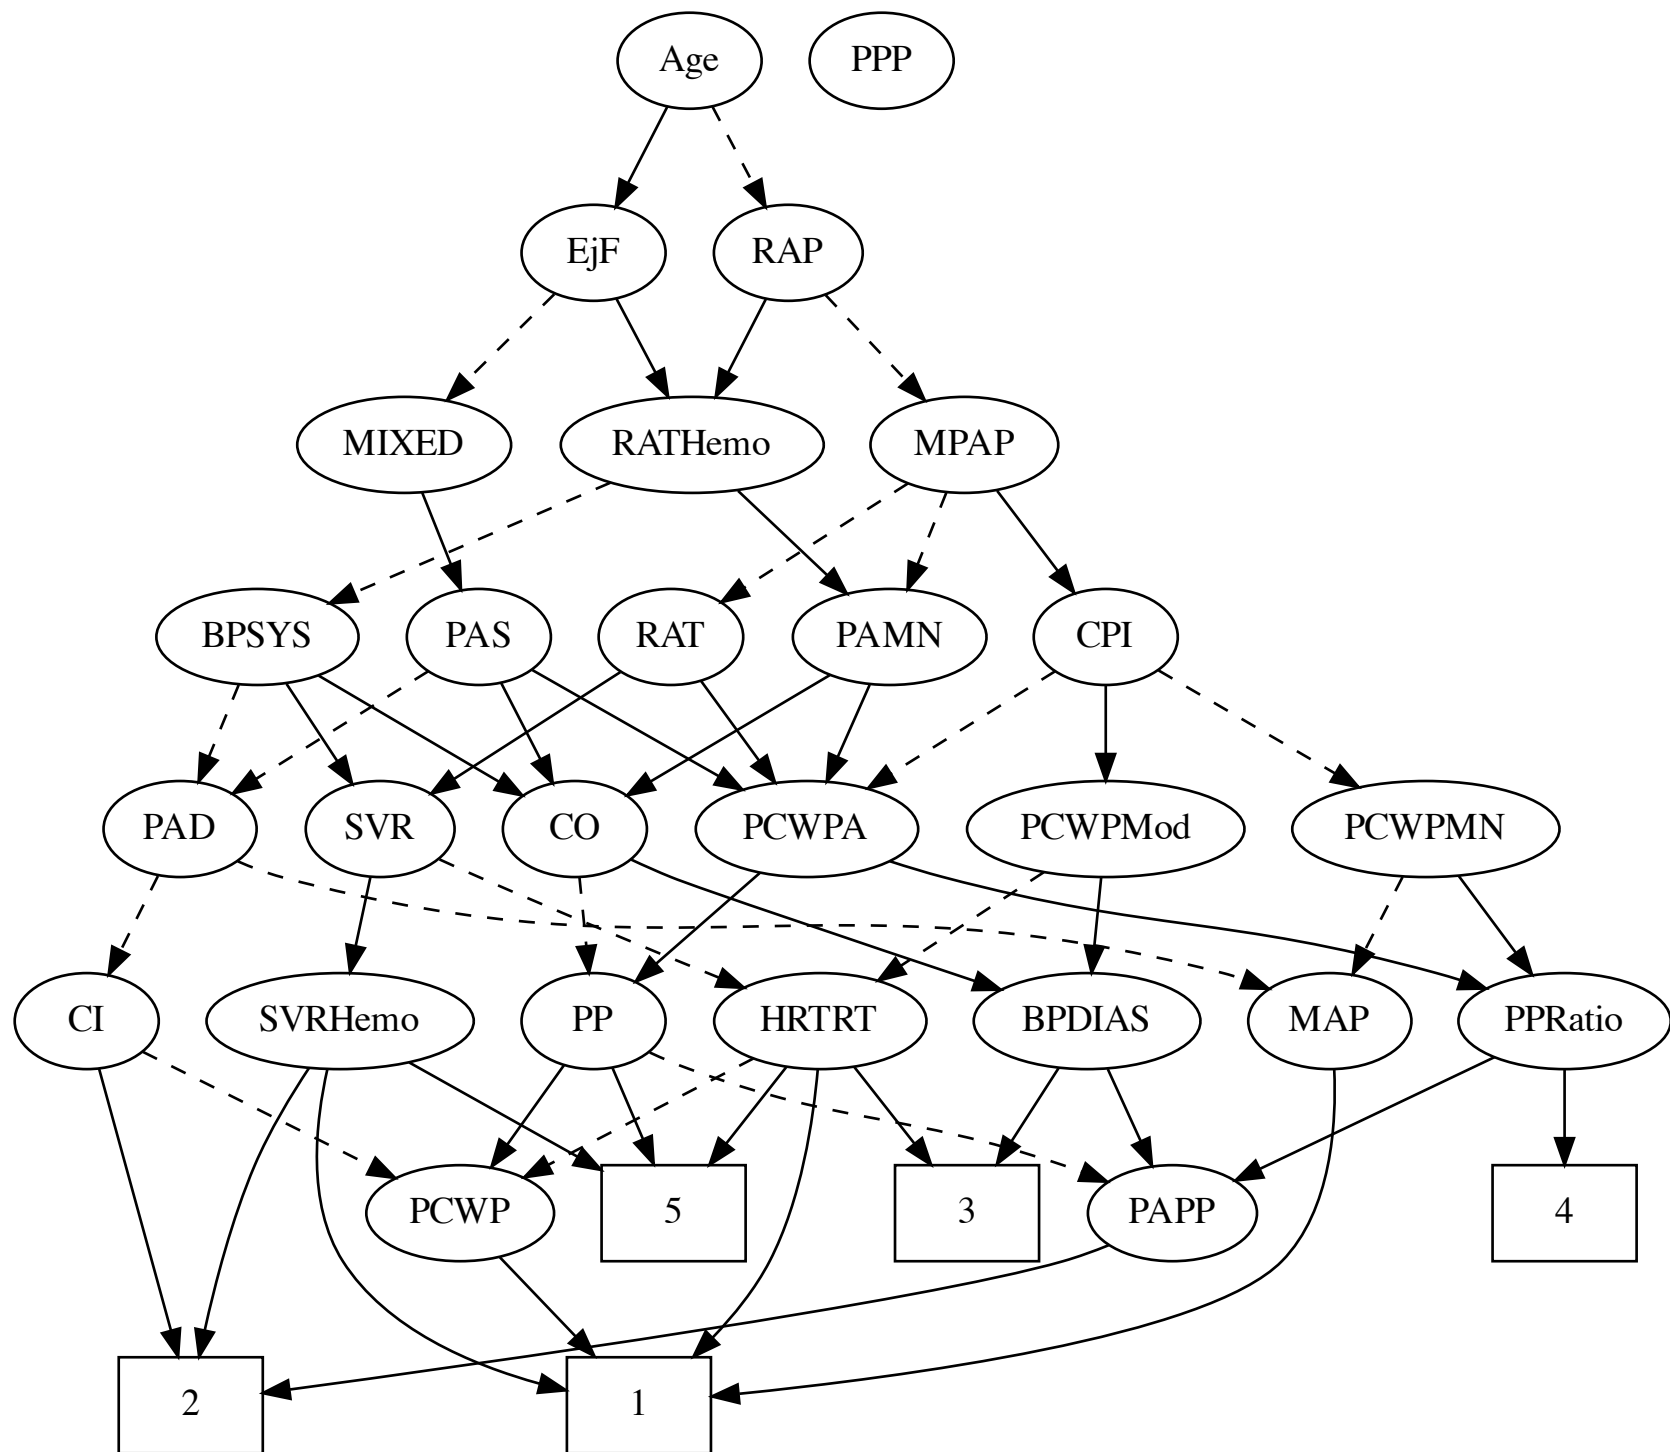 Age PPP
EjF RAP
MIXED RATHemo MPAP
BPSYS PAS RAT PAMN CPI
PAD SVR CO PCWPA PCWPMod PCWPMN
CI SVRHemo PP HRTRT BPDIAS MAP PPRatio
PCWP 5 3 PAPP 4
2 1